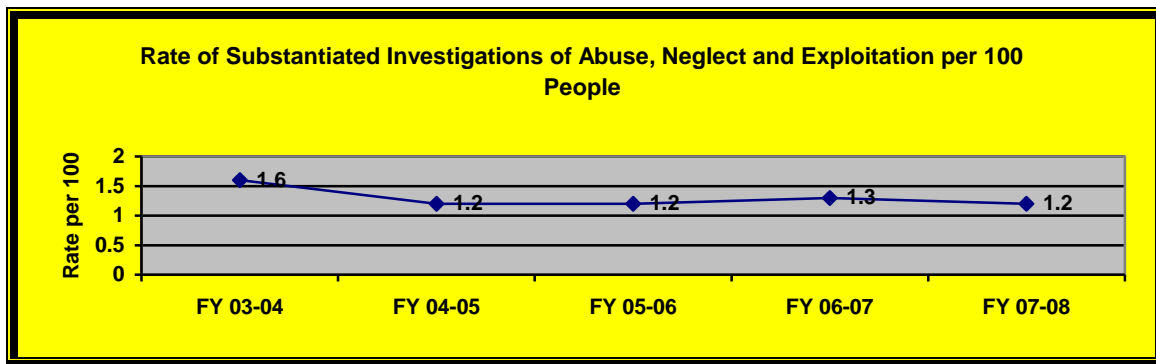 Rate of Substantiated Investigations of Abuse, Neglect and Exploitation per 100
People
Rate per 100
2
1.5
1
0.5
0
1.6
1.2
1.2
1.3
1.2
FY 03-04
FY 04-05
FY 05-06
FY 06-07
FY 07-08